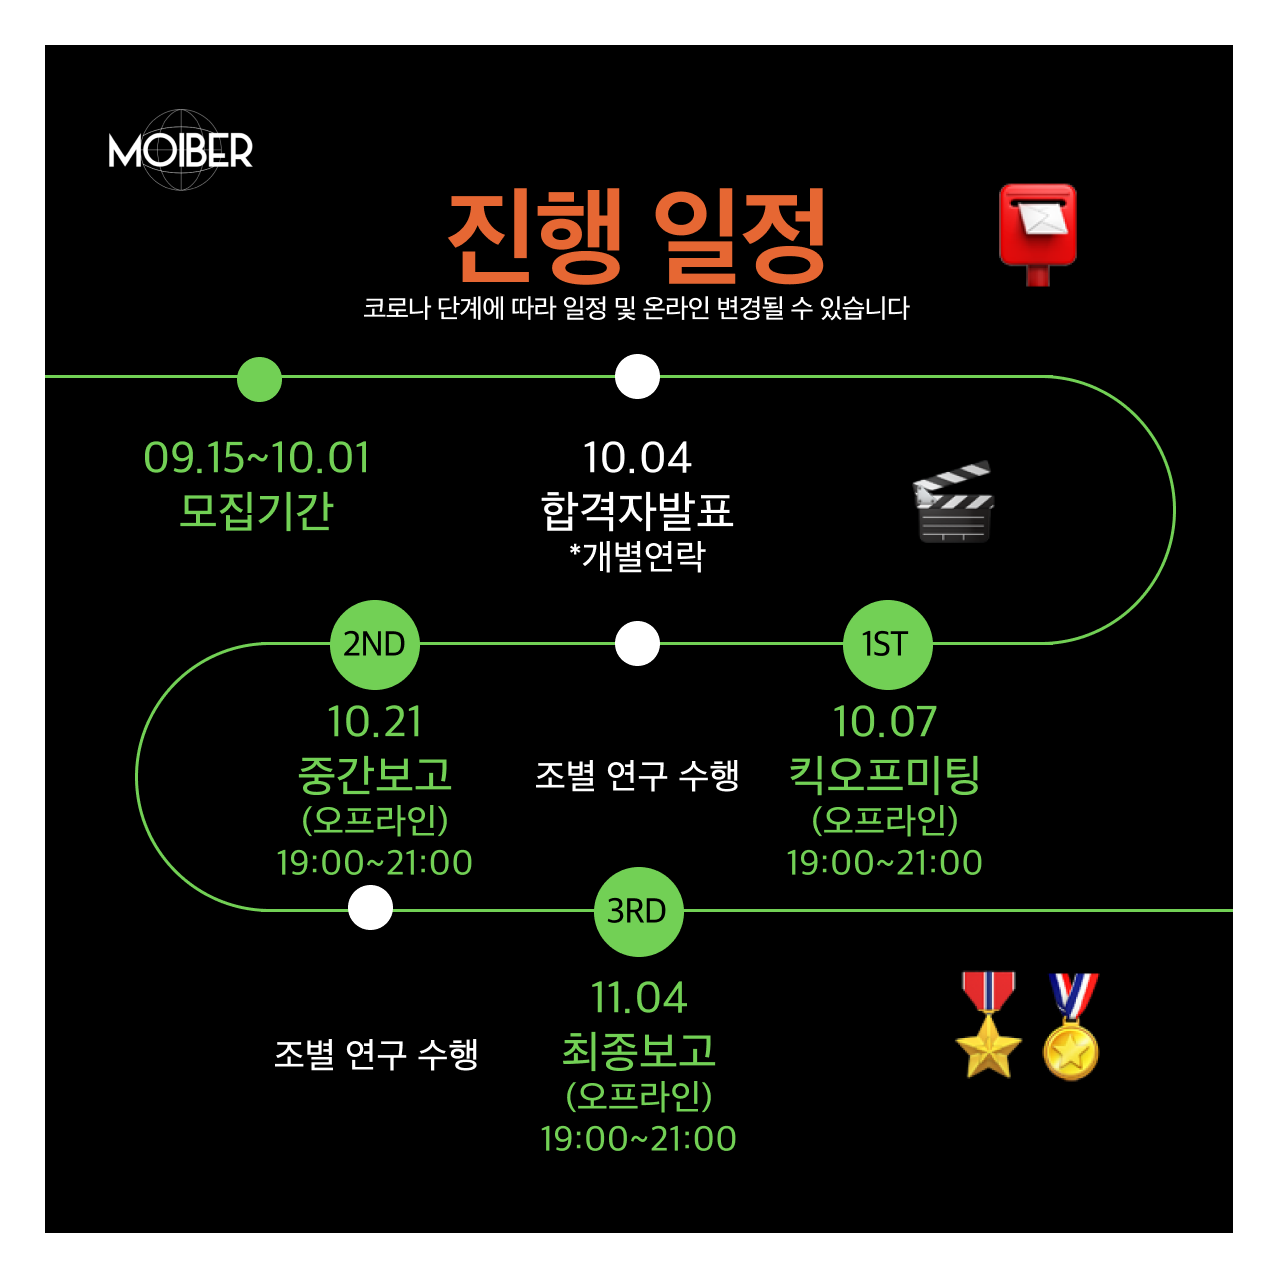 MOIBER
진행 일정
코로나 단계에 따라 일정 및 온라인 변경될 수 있습니다
09.15~10.01
모집기간
10.04
합격자발표
*개별연락
1ST
10.07
킥오프미팅
(오프라인)
19:00~21:00
조별 연구 수행
2ND
10.21
중간보고
(오프라인)
19:00~21:00
조별 연구 수행
3RD
11.04
최종보고
(오프라인)
19:00~21:00